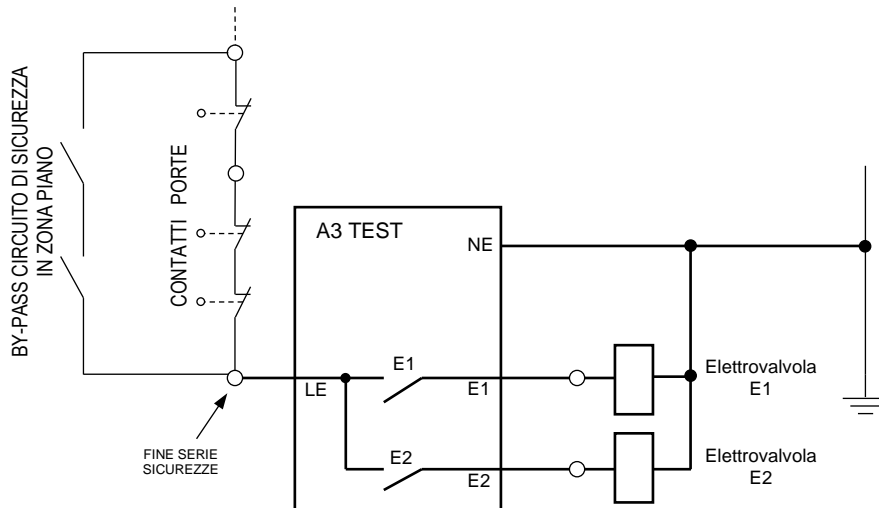 BY-PASS CIRCUITO DI SICUREZZA
IN ZONA PIANO
CONTATTI PORTE
A3 TEST
NE
E1
LE
E1
Elettrovalvola
E1
FINE SERIE
SICUREZZE
E2
E2
Elettrovalvola
E2